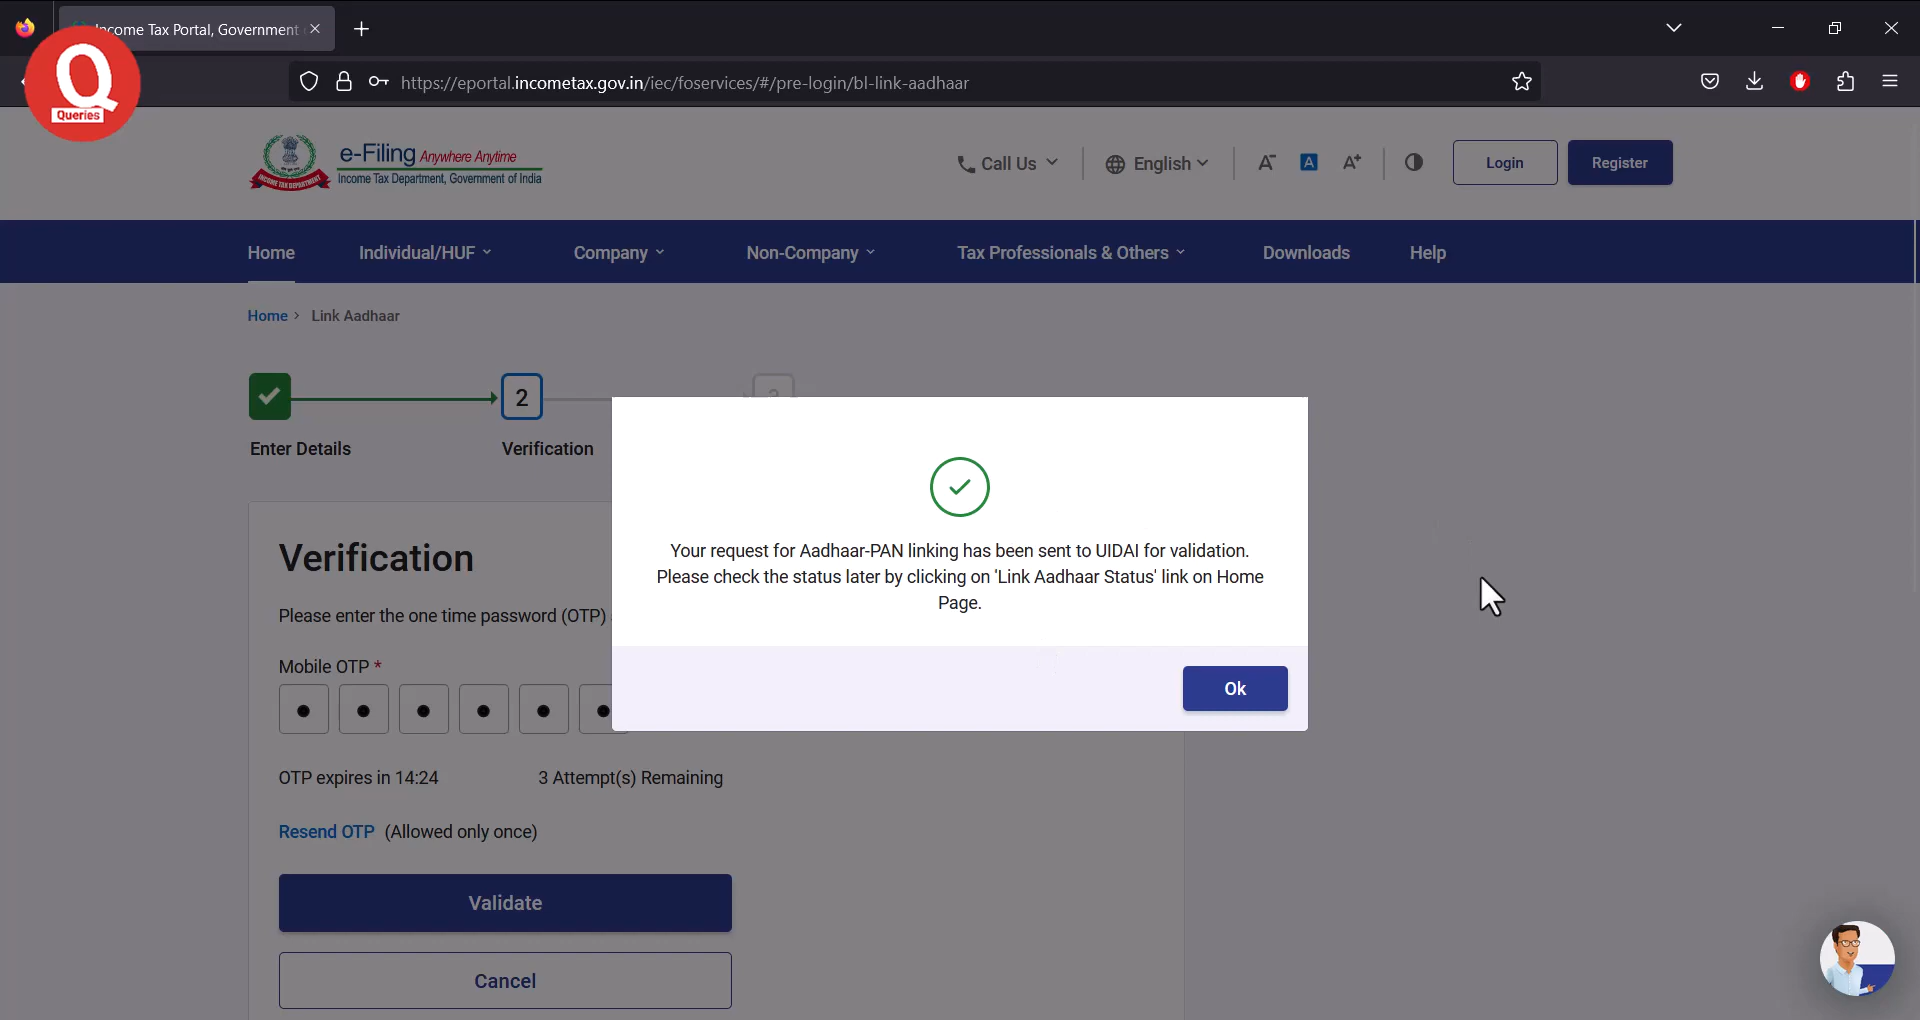 Income Tax Portal, Government
Q
Queries
https://eportal.incometax.gov.in/iec/foservices/#/pre-login/bl-link-aadhaar
INCOME TAX DEPARTMENT
e-Filing Anywhere Anytime
Income Tax Department, Government of India
Call Us
English
A-
A
A+
Login
Register
Home
Individual/HUF
Company
Non-Company
Tax Professionals & Others
Downloads
Help
Home > Link Aadhaar
2
Enter Details
Verification
Your request for Aadhaar-PAN linking has been sent to UIDAI for validation.
Please check the status later by clicking on 'Link Aadhaar Status' link on Home
Page.
Ok
Verification
Please enter the one time password (OTP)
Mobile OTP *
OTP expires in 14:24
3 Attempt(s) Remaining
Resend OTP (Allowed only once)
Validate
Cancel